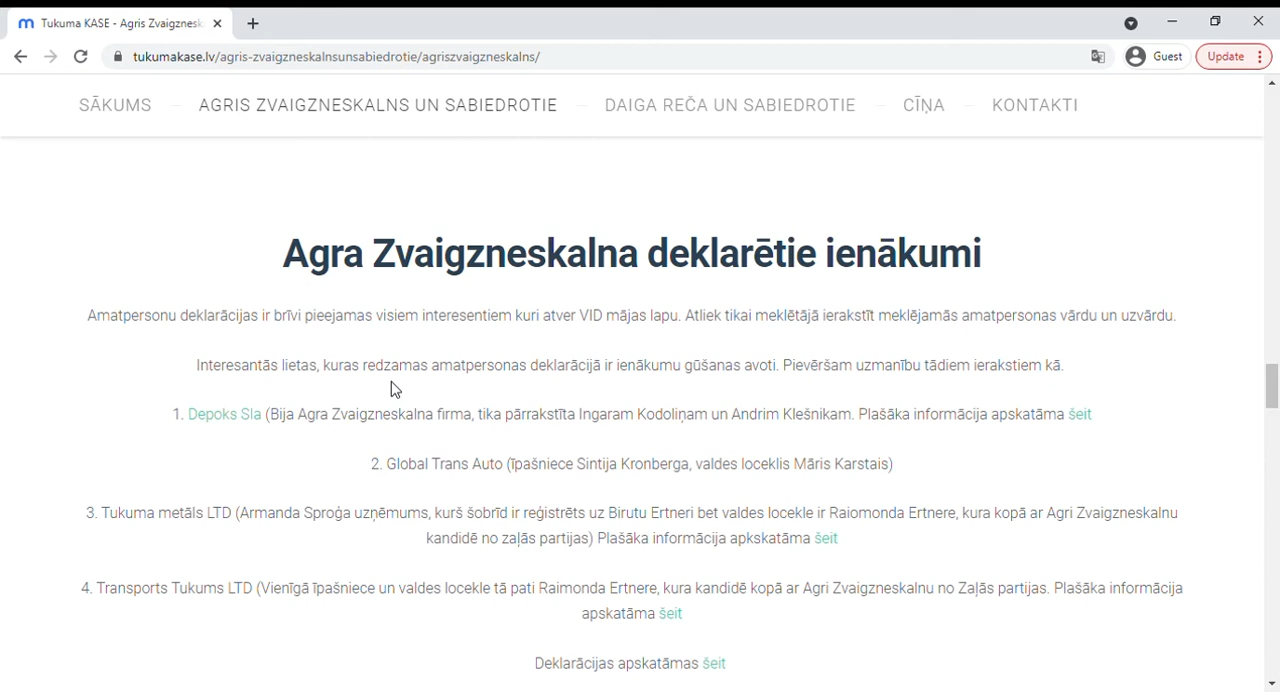 Tukuma KASE - Agris Zvaigznesk
tukumakase.lv/agris-zvaigzneskalnsunsabiedrotie/agriszvaigzneskalns/
Guest
Update
SĀKUMS
AGRIS ZVAIGZNESKALNS UN SABIEDROTIE
DAIGA REČA UN SABIEDROTIE
CĪŅA
KONTAKTI
Agra Zvaigzneskalna deklarētie ienākumi
Amatpersonu deklarācijas ir brīvi pieejamas visiem interesentiem kuri atver VID mājas lapu. Atliek tikai meklētājā ierakstīt meklējamās amatpersonas vārdu un uzvārdu.
Interesantās lietas, kuras redzamas amatpersonas deklarācijā ir ienākumu gūšanas avoti. Pievēršam uzmanību tādiem ierakstiem kā.
1. Depoks Sla (Bija Agra Zvaigzneskalna firma, tika pārrakstīta Ingaram Kodoliņam un Andrim Klešnikam. Plašāka informācija apskatāma šeit
2. Global Trans Auto (īpašniece Sintija Kronberga, valdes loceklis Māris Karstais)
3. Tukuma metāls LTD (Armanda Sproģa uzņēmums, kurš šobrīd ir reģistrēts uz Birutu Ertneri bet valdes locekle ir Raiomonda Ertnere, kura kopā ar Agri Zvaigzneskalnu
kandidē no zaļās partijas) Plašāka informācija apkskatāma šeit
4. Transports Tukums LTD (Vienīgā īpašniece un valdes locekle tā pati Raimonda Ertnere, kura kandidē kopā ar Agri Zvaigzneskalnu no Zaļās partijas. Plašāka informācija
apskatāma šeit
Deklarācijas apskatāmas šeit